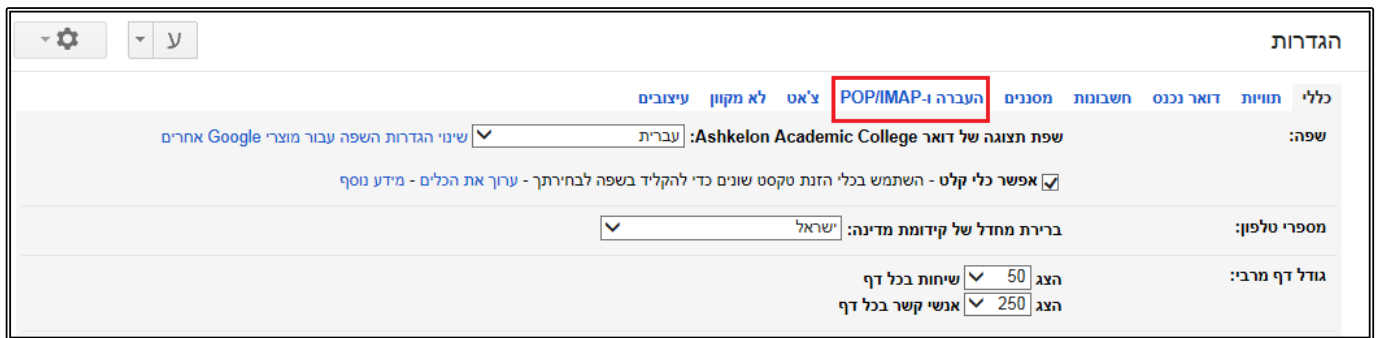 הגדרות
ע
כללי תוויות דואר נכנס חשבונות מסננים העברה ו-POP/IMAP צ'אט לא מקוון עיצובים
שפה: שפת תצוגה של דואר Ashkelon Academic College: עברית שינוי הגדרות השפה עבור מוצרי Google אחרים
אפשר כלי קלט - השתמש בכלי הזנת טקסט שונים כדי להקליד בשפה לבחירתך - ערוך את הכלים - מידע נוסף
מספרי טלפון: ברירת מחדל של קידומת מדינה: ישראל
גודל דף מרבי: הצג 50 שיחות בכל דף
הצג 250 אנשי קשר בכל דף